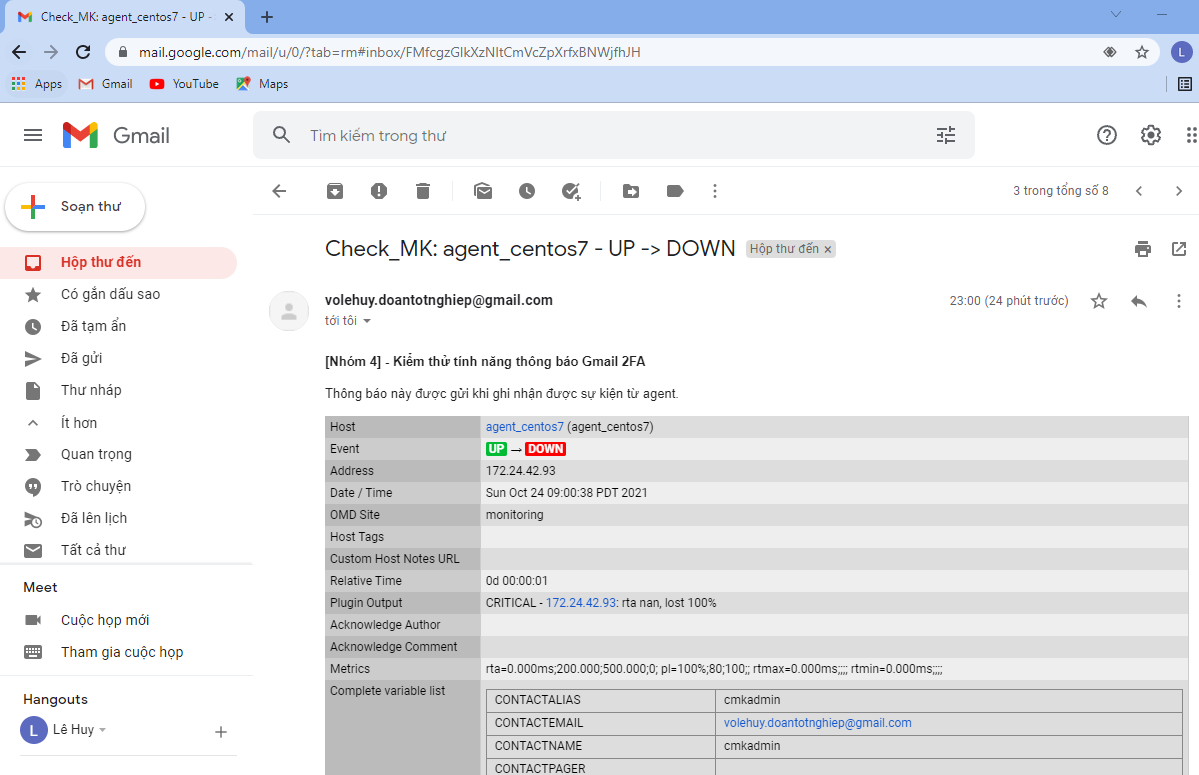 Check_MK: agent_centos7 - UP -
mail.google.com/mail/u/0/?tab=rm#inbox/FMfcgzGlkXzNItCmVcZpXrfxBNWjfhJH
L
Apps Gmail YouTube Maps
Gmail
Tìm kiếm trong thư
Soạn thư
3 trong tổng số 8
Hộp thư đến
Có gắn dấu sao
Đã tạm ẩn
Đã gửi
Thư nháp
Ít hơn
Quan trọng
Trò chuyện
Đã lên lịch
Tất cả thư
Meet
Cuộc họp mới
Tham gia cuộc họp
Hangouts
L Lê Huy
Check_MK: agent_centos7 - UP -> DOWN Hộp thư đến x
volehuy.doantotnghiep@gmail.com 23:00 (24 phút trước)
tới tôi
[Nhóm 4] - Kiểm thử tính năng thông báo Gmail 2FA
Thông báo này được gửi khi ghi nhận được sự kiện từ agent.
Host agent_centos7 (agent_centos7)
Event UP → DOWN
Address 172.24.42.93
Date / Time Sun Oct 24 09:00:38 PDT 2021
OMD Site monitoring
Host Tags
Custom Host Notes URL
Relative Time 0d 00:00:01
Plugin Output CRITICAL - 172.24.42.93: rta nan, lost 100%
Acknowledge Author
Acknowledge Comment
Metrics rta=0.000ms;200.000;500.000;0; pl=100%;80;100;; rtmax=0.000ms;;;; rtmin=0.000ms;;;;
Complete variable list
CONTACTALIAS cmkadmin
CONTACTEMAIL volehuy.doantotnghiep@gmail.com
CONTACTNAME cmkadmin
CONTACTPAGER